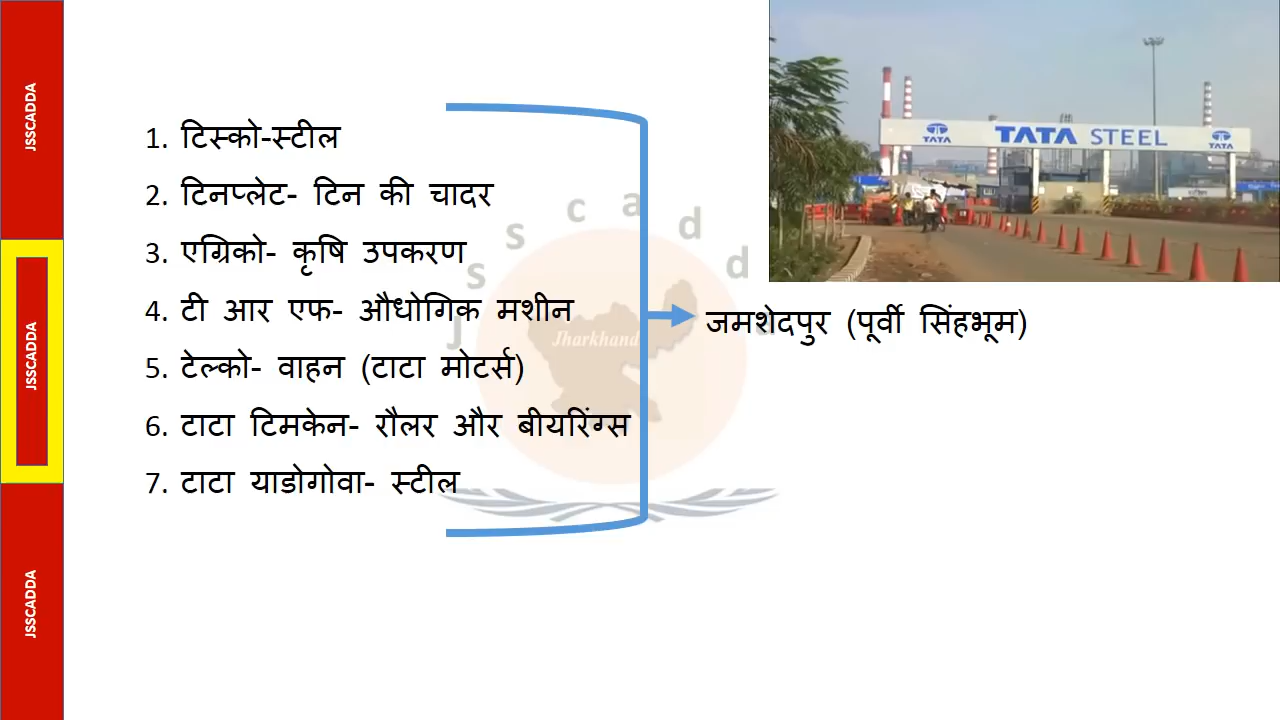 JSSCADDA
JSSCADDA
JSSCADDA
1. टिस्को-स्टील
2. टिनप्लेट- टिन की चादर
3. एग्रिको- कृषि उपकरण
4. टी आर एफ- औधोगिक मशीन
5. टेल्को- वाहन (टाटा मोटर्स)
6. टाटा टिमकेन- रौलर और बीयरिंग्स
7. टाटा याडोगोवा- स्टील
जमशेदपुर (पूर्वी सिंहभूम)
TATA TATA STEEL TATA
J s s c a d d a
Jharkhand